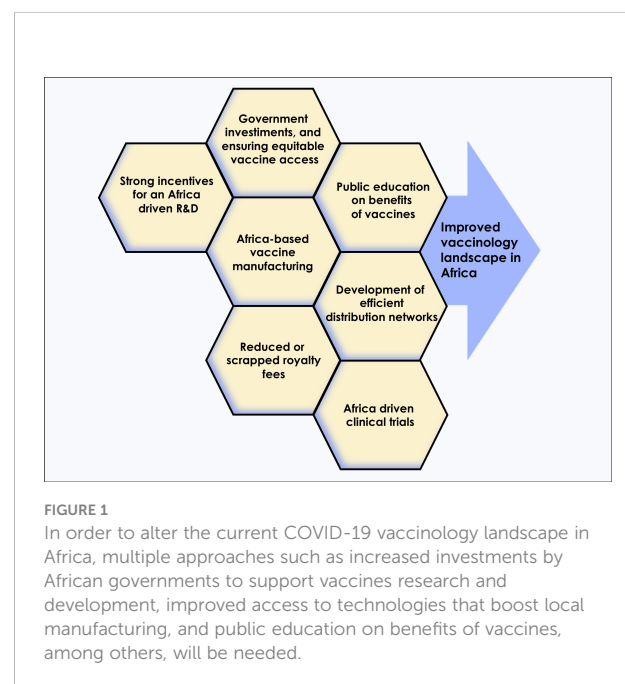 Government
investiments, and
ensuring equitable
vaccine access
Strong incentives
for an Africa
driven R&D
Public education
on benefits
of vaccines
Africa-based
vaccine
manufacturing
Improved
vaccinology
landscape in
Africa
Development of
efficient
distribution networks
Reduced or
scrapped royalty
fees
Africa driven
clinical trials
FIGURE 1
In order to alter the current COVID-19 vaccinology landscape in
Africa, multiple approaches such as increased investments by
African governments to support vaccines research and
development, improved access to technologies that boost local
manufacturing, and public education on benefits of vaccines,
among others, will be needed.